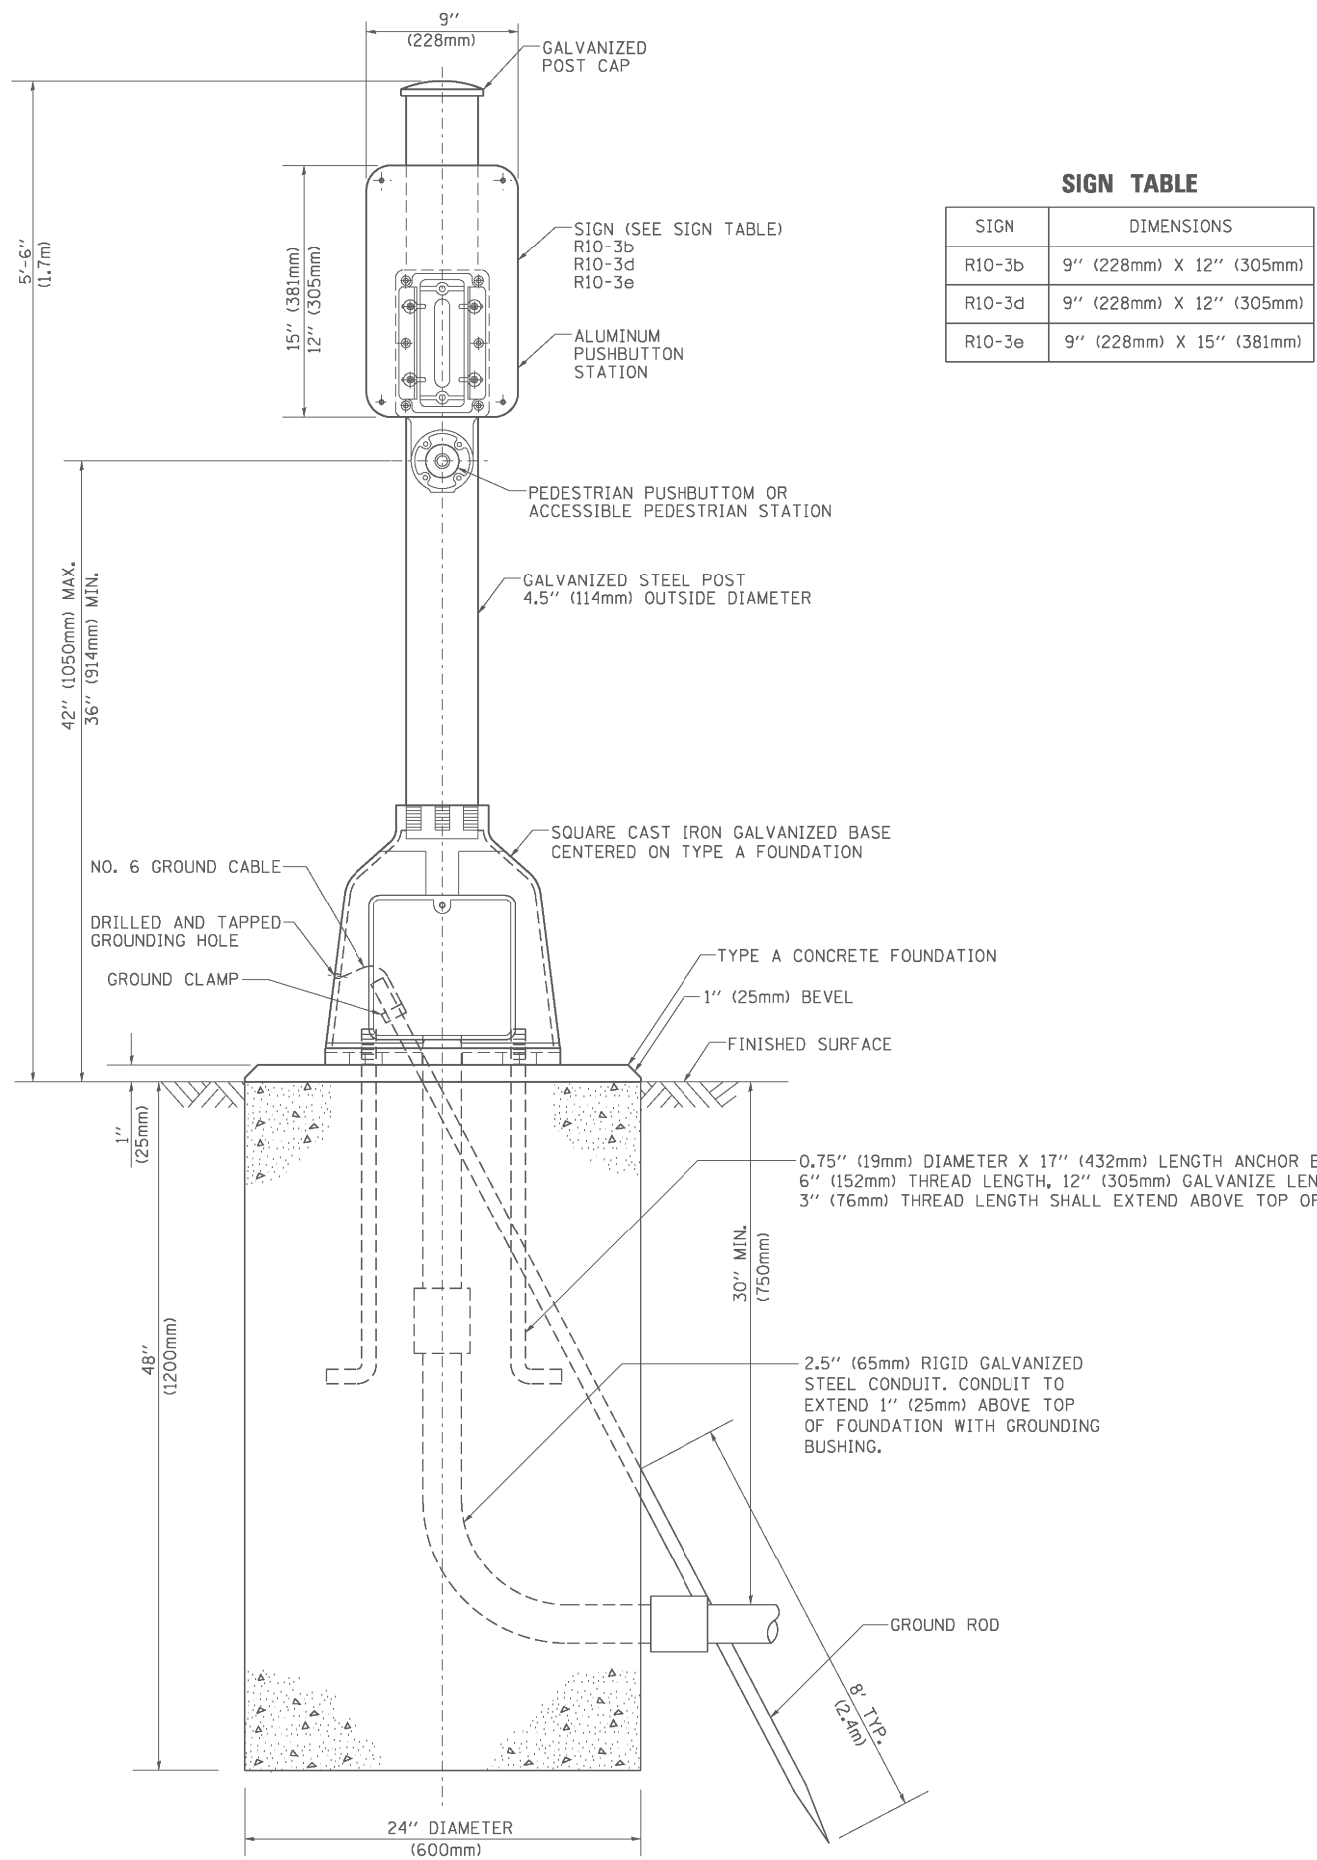 9'' 
(228mm)
GALVANIZED
POST CAP
5'-6''
(1.7m)
15'' (381mm)
12'' (305mm)
SIGN (SEE SIGN TABLE)
R10-3b
R10-3d
R10-3e
ALUMINUM
PUSHBUTTON
STATION
SIGN TABLE
SIGN DIMENSIONS
R10-3b 9'' (228mm) X 12'' (305mm)
R10-3d 9'' (228mm) X 12'' (305mm)
R10-3e 9'' (228mm) X 15'' (381mm)
PEDESTRIAN PUSHBUTTOM OR
ACCESSIBLE PEDESTRIAN STATION
42'' (1050mm) MAX.
36'' (914mm) MIN.
GALVANIZED STEEL POST
4.5'' (114mm) OUTSIDE DIAMETER
SQUARE CAST IRON GALVANIZED BASE
CENTERED ON TYPE A FOUNDATION
NO. 6 GROUND CABLE
DRILLED AND TAPPED
GROUNDING HOLE
GROUND CLAMP
TYPE A CONCRETE FOUNDATION
1'' (25mm) BEVEL
FINISHED SURFACE
1''
(25mm)
0.75'' (19mm) DIAMETER X 17'' (432mm) LENGTH ANCHOR
6'' (152mm) THREAD LENGTH, 12'' (305mm) GALVANIZE
3'' (76mm) THREAD LENGTH SHALL EXTEND ABOVE TOP
30'' MIN.
(750mm)
48''
(1200mm)
2.5'' (65mm) RIGID GALVANIZED
STEEL CONDUIT. CONDUIT TO
EXTEND 1'' (25mm) ABOVE TOP
OF FOUNDATION WITH GROUNDING
BUSHING.
GROUND ROD
8' TYP.
(2.4m)
24'' DIAMETER
(600mm)